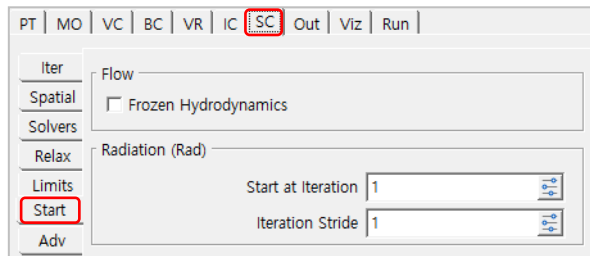 PT MO VC BC VR IC SC Out Viz Run
Iter
Flow
Spatial
Frozen Hydrodynamics
Solvers
Relax
Radiation (Rad)
Limits
Start at Iteration 1
Start
Iteration Stride 1
Adv